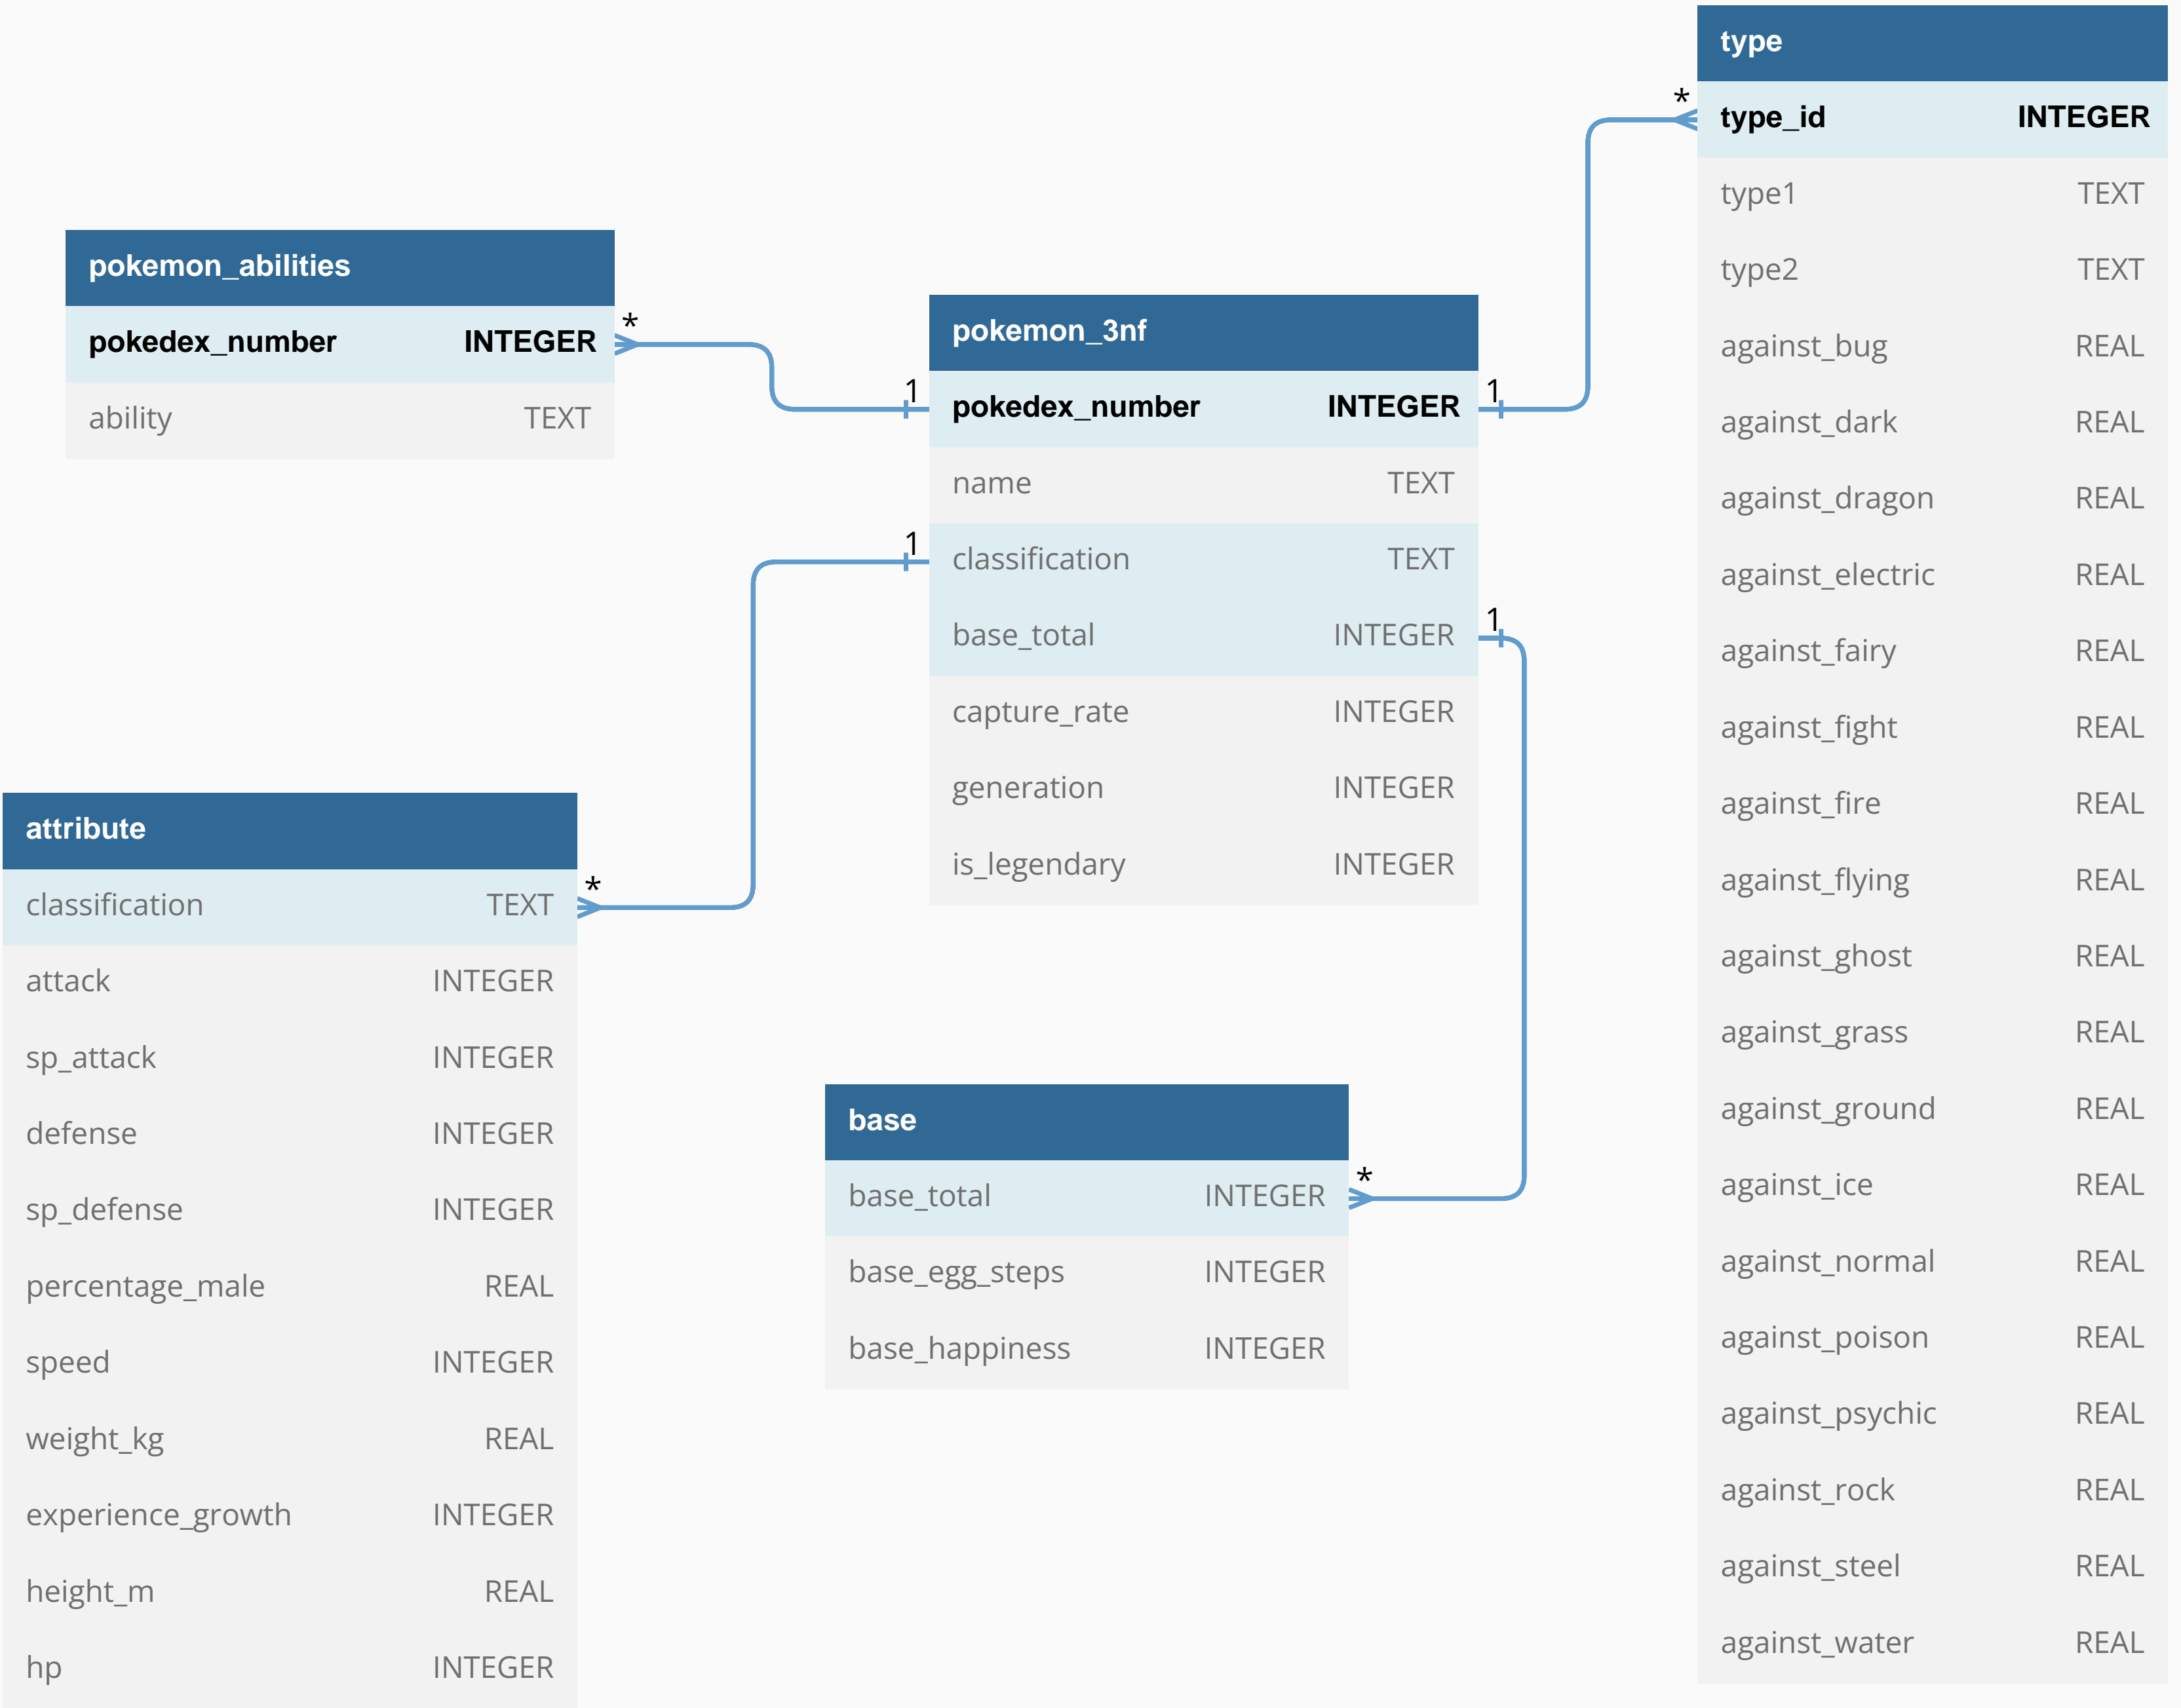 type
type_id INTEGER
type1 TEXT
type2 TEXT
against_bug REAL
against_dark REAL
against_dragon REAL
against_electric REAL
against_fairy REAL
against_fight REAL
against_fire REAL
against_flying REAL
against_ghost REAL
against_grass REAL
against_ground REAL
against_ice REAL
against_normal REAL
against_poison REAL
against_psychic REAL
against_rock REAL
against_steel REAL
against_water REAL
*
pokemon_abilities
pokedex_number INTEGER
ability TEXT
*
1
pokemon_3nf
pokedex_number INTEGER
name TEXT
classification TEXT
base_total INTEGER
capture_rate INTEGER
generation INTEGER
is_legendary INTEGER
1
1
1
attribute
classification TEXT
attack INTEGER
sp_attack INTEGER
defense INTEGER
sp_defense INTEGER
percentage_male REAL
speed INTEGER
weight_kg REAL
experience_growth INTEGER
height_m REAL
hp INTEGER
*
base
base_total INTEGER
base_egg_steps INTEGER
base_happiness INTEGER
*